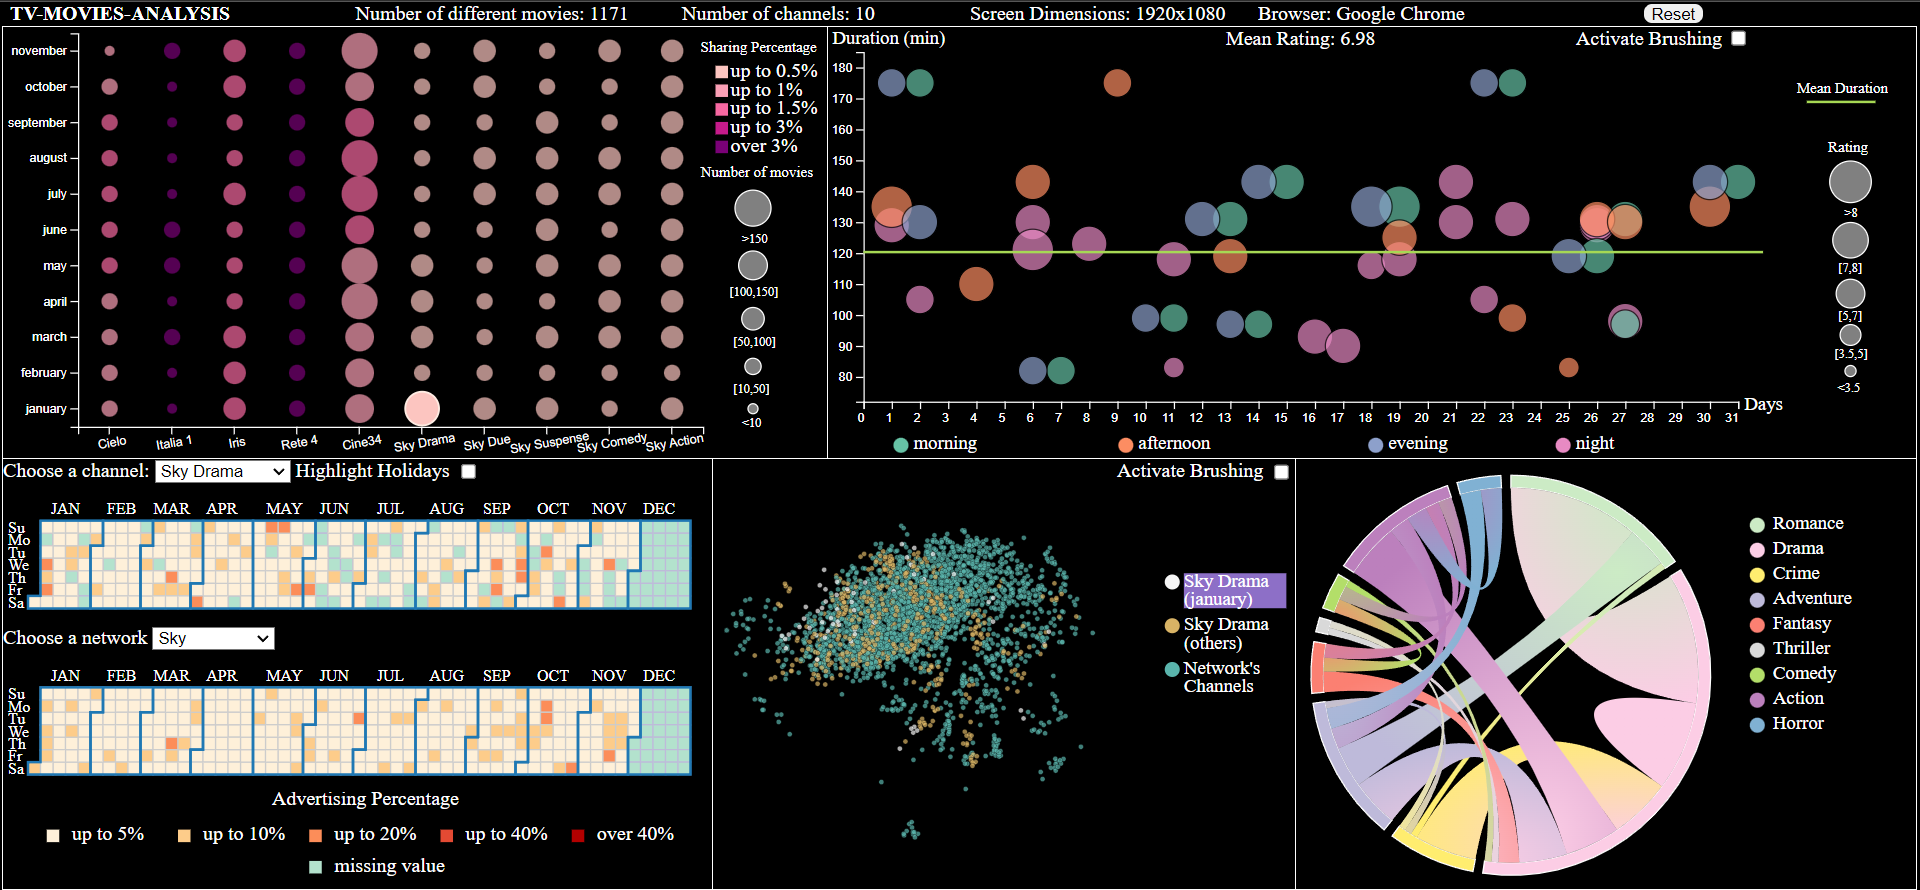 TV-MOVIES-ANALYSIS Number of different movies: 1171 Number of channels: 10 Screen Dimensions: 1920x1080 Browser: Google Chrome Reset
november
october
september
august
july
june
may
april
march
february
january
Cielo Italia 1 Iris Rete 4 Cine34 Sky Drama Sky Due Sky Suspense Sky Comedy Sky Action
Sharing Percentage
up to 0.5%
up to 1%
up to 1.5%
up to 3%
over 3%
Number of movies
>150
[100,150]
[50,100]
[10,50]
<10
Duration (min) Mean Rating: 6.98 Activate Brushing
180
170
160
150
140
130
120
110
100
90
80
0 1 2 3 4 5 6 7 8 9 10 11 12 13 14 15 16 17 18 19 20 21 22 23 24 25 26 27 28 29 30 31 Days
morning afternoon evening night
Mean Duration
Rating
>8
[7,8]
[5,7]
[3.5,5]
<3.5
Choose a channel: Sky Drama Highlight Holidays
JAN FEB MAR APR MAY JUN JUL AUG SEP OCT NOV DEC
Su
Mo
Tu
We
Th
Fr
Sa
Choose a network Sky
JAN FEB MAR APR MAY JUN JUL AUG SEP OCT NOV DEC
Su
Mo
Tu
We
Th
Fr
Sa
Advertising Percentage
up to 5% up to 10% up to 20% up to 40% over 40%
missing value
Activate Brushing
Sky Drama
(january)
Sky Drama
(others)
Network's
Channels
Romance
Drama
Crime
Adventure
Fantasy
Thriller
Comedy
Action
Horror